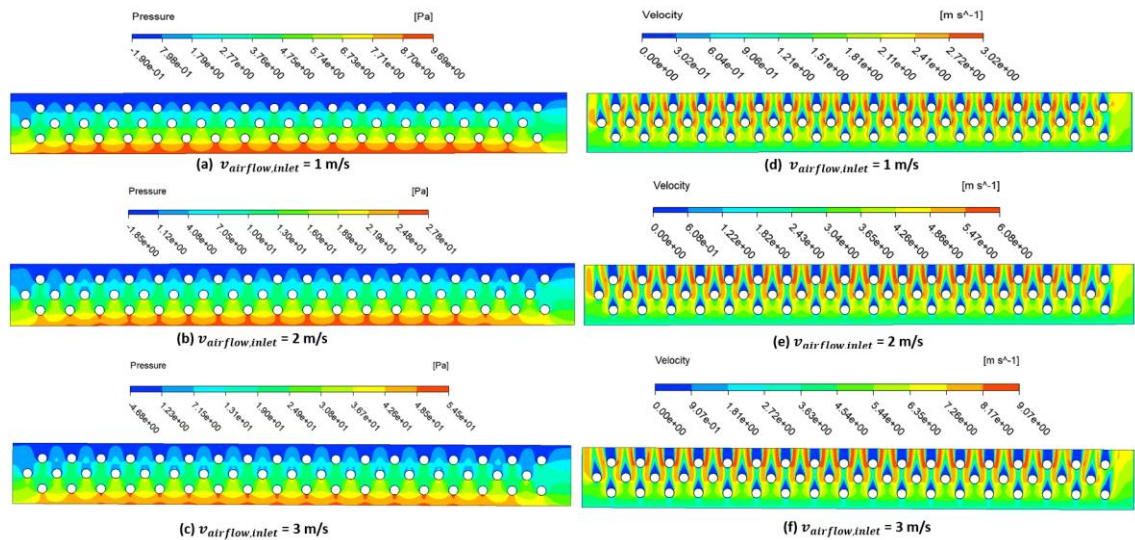 Pressure [Pa]
-1.90e-01 7.98e-01 1.79e+00 2.77e+00 3.76e+00 4.75e+00 5.74e+00 6.73e+00 7.71e+00 8.70e+00 9.69e+00
(a) v_airflow,inlet = 1 m/s
Pressure [Pa]
-1.85e+00 1.12e+00 4.08e+00 7.05e+00 1.00e+01 1.30e+01 1.60e+01 1.89e+01 2.19e+01 2.48e+01 2.78e+01
(b) v_airflow,inlet = 2 m/s
Pressure [Pa]
-4.68e+00 1.23e+00 7.15e+00 1.31e+01 1.90e+01 2.49e+01 3.08e+01 3.67e+01 4.26e+01 4.85e+01 5.45e+01
(c) v_airflow,inlet = 3 m/s
Velocity [m s^-1]
0.00e+00 3.02e-01 6.04e-01 9.06e-01 1.21e+00 1.51e+00 1.81e+00 2.11e+00 2.41e+00 2.72e+00 3.02e+00
(d) v_airflow,inlet = 1 m/s
Velocity [m s^-1]
0.00e+00 6.08e-01 1.22e+00 1.82e+00 2.43e+00 3.04e+00 3.65e+00 4.26e+00 4.86e+00 5.47e+00 6.08e+00
(e) v_airflow,inlet = 2 m/s
Velocity [m s^-1]
0.00e+00 9.07e-01 1.81e+00 2.72e+00 3.63e+00 4.54e+00 5.44e+00 6.35e+00 7.26e+00 8.17e+00 9.07e+00
(f) v_airflow,inlet = 3 m/s